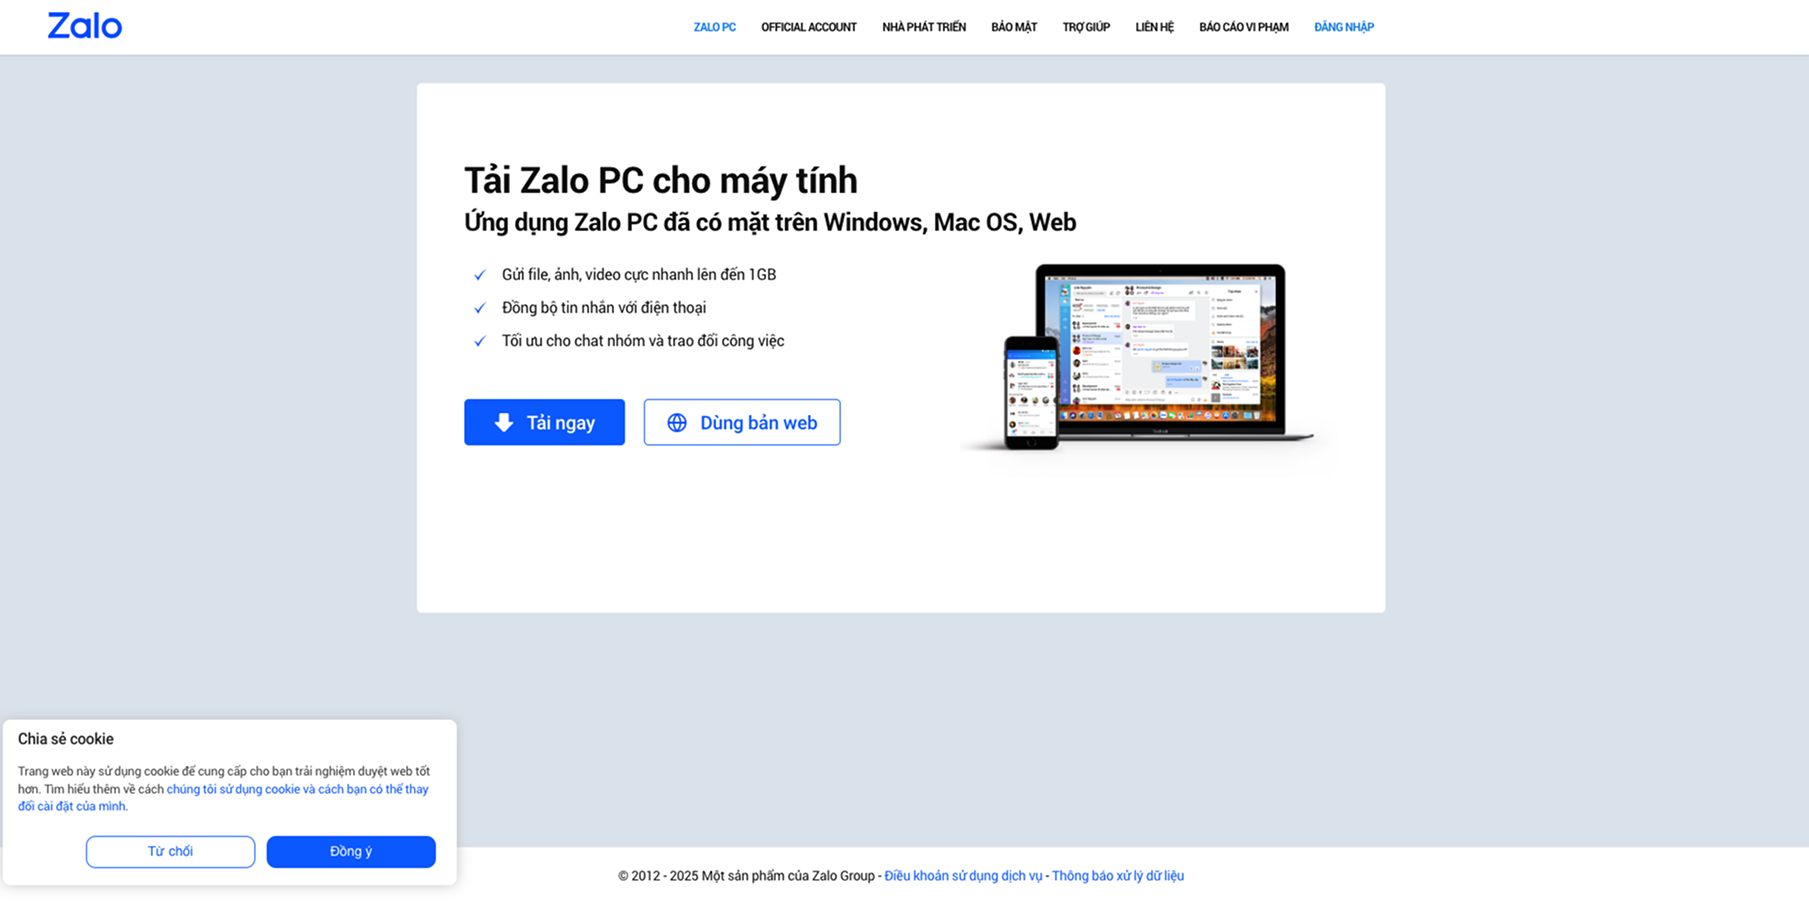 Zalo
ZALO PC OFFICIAL ACCOUNT NHÀ PHÁT TRIỂN BẢO MẬT TRỢ GIÚP LIÊN HỆ BÁO CÁO VI PHẠM ĐĂNG NHẬP
Tải Zalo PC cho máy tính
Ứng dụng Zalo PC đã có mặt trên Windows, Mac OS, Web
Gửi file, ảnh, video cực nhanh lên đến 1GB
Đồng bộ tin nhắn với điện thoại
Tối ưu cho chat nhóm và trao đổi công việc
Tải ngay
Dùng bản web
Chia sẻ cookie
Trang web này sử dụng cookie để cung cấp cho bạn trải nghiệm duyệt web tốt
hơn. Tìm hiểu thêm về cách chúng tôi sử dụng cookie và cách bạn có thể thay
đổi cài đặt của mình.
Từ chối
Đồng ý
© 2012 - 2025 Một sản phẩm của Zalo Group - Điều khoản sử dụng dịch vụ - Thông báo xử lý dữ liệu